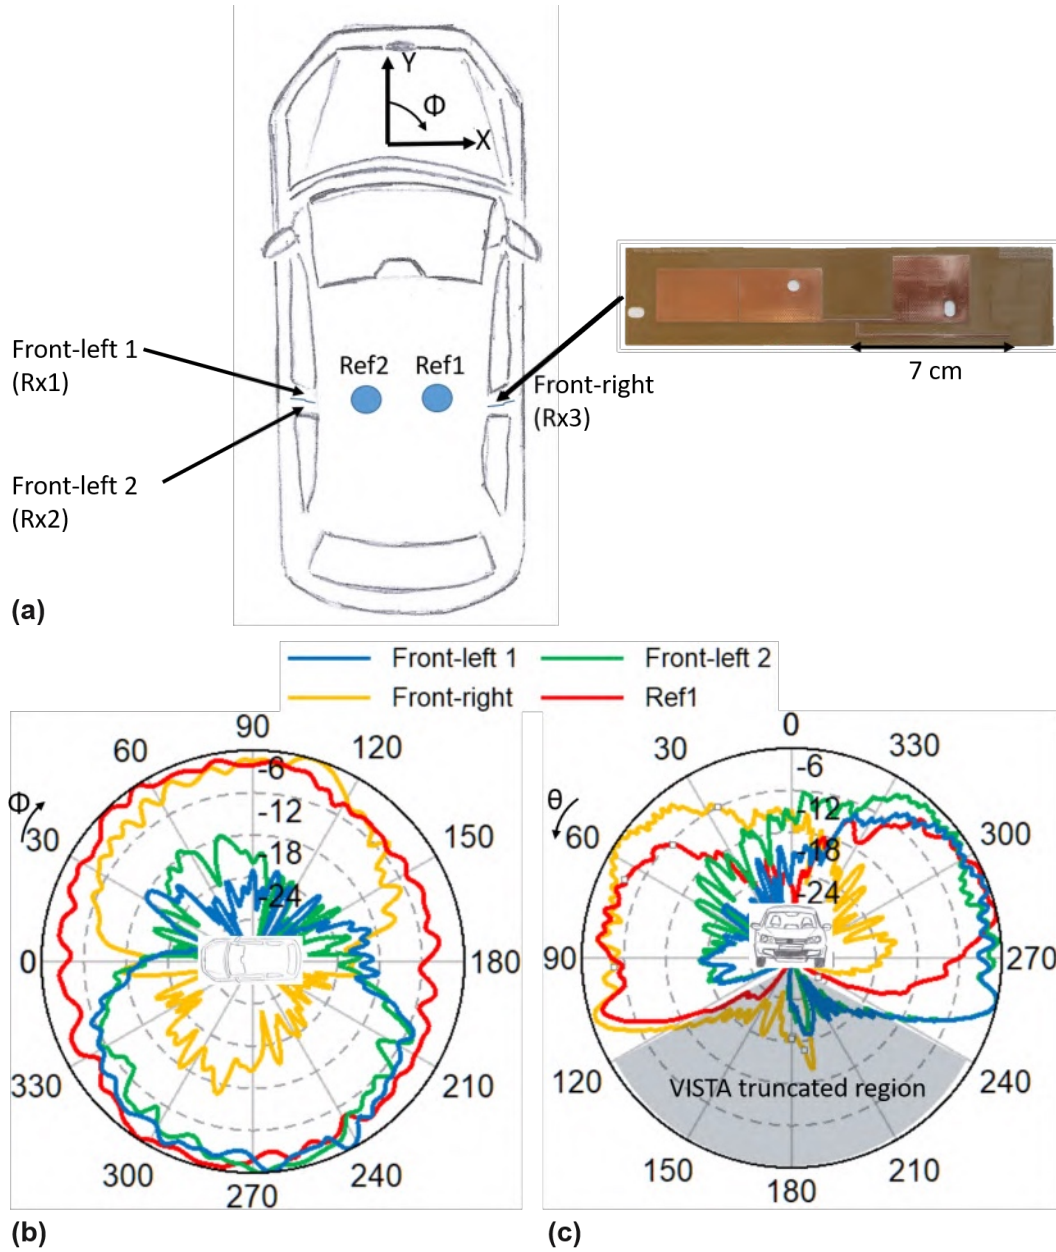 Y
Φ
X
Front-left 1
(Rx1)
Ref2
Ref1
Front-right
(Rx3)
7 cm
Front-left 2
(Rx2)
(a)
Front-left 1
Front-left 2
Front-right
Ref1
90
60
120
-6
Φ
-12
30
150
-18
-24
0
180
330
210
300
240
270
(b)
0
30
330
-6
θ
-12
60
300
-18
-24
90
270
120
240
VISTA truncated region
150
210
180
(c)